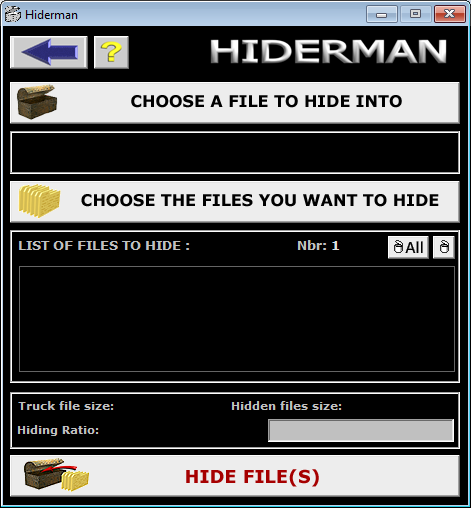 Hiderman
?
HIDERMAN
CHOOSE A FILE TO HIDE INTO
CHOOSE THE FILES YOU WANT TO HIDE
LIST OF FILES TO HIDE : Nbr: 1 All
Truck file size: Hidden files size:
Hiding Ratio:
HIDE FILE(S)